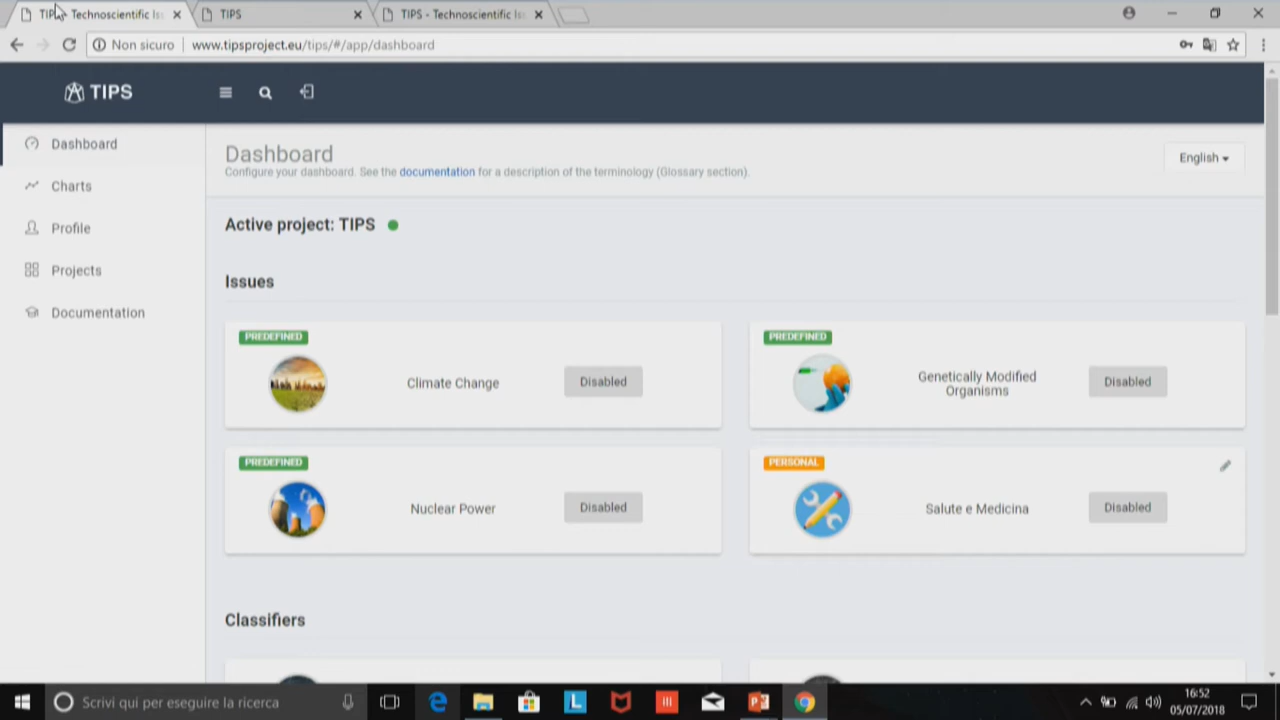 TIPS - Technoscientific Is
TIPS
TIPS - Technoscientific Is
Non sicuro
www.tipsproject.eu/tips/#/app/dashboard
TIPS
Dashboard
Charts
Profile
Projects
Documentation
Dashboard
Configure your dashboard. See the documentation for a description of the terminology (Glossary section).
English
Active project: TIPS
Issues
PREDEFINED
Climate Change
Disabled
PREDEFINED
Genetically Modified
Organisms
Disabled
PREDEFINED
Nuclear Power
Disabled
PERSONAL
Salute e Medicina
Disabled
Classifiers
Scrivi qui per eseguire la ricerca
16:52
05/07/2018